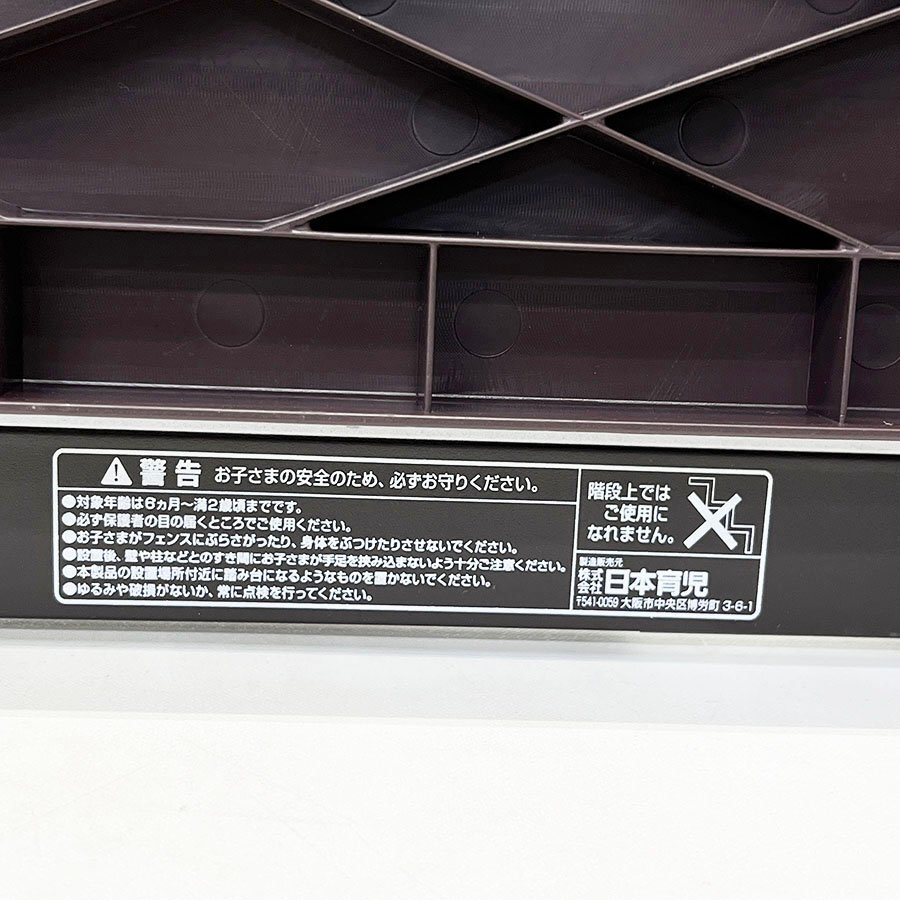 警告 お子さまの安全のため、必ずお守りください。
●対象年齢は6ヵ月〜満2歳頃までです。
●必ず保護者の目の届くところでご使用ください。
●お子さまがフェンスにぶらさがったり、身体をぶつけたりさせないでください。
●設置後、壁や柱などとのすき間にお子さまが手足を挟み込まないよう十分ご注意ください。
●本製品の設置場所付近に踏み台になるようなものを置かないでください。
●ゆるみや破損がないか、常に点検を行ってください。
階段上では
ご使用に
なれません。
製造販売元
株式会社 日本育児
〒541-0059 大阪市中央区博労町 3-6-1